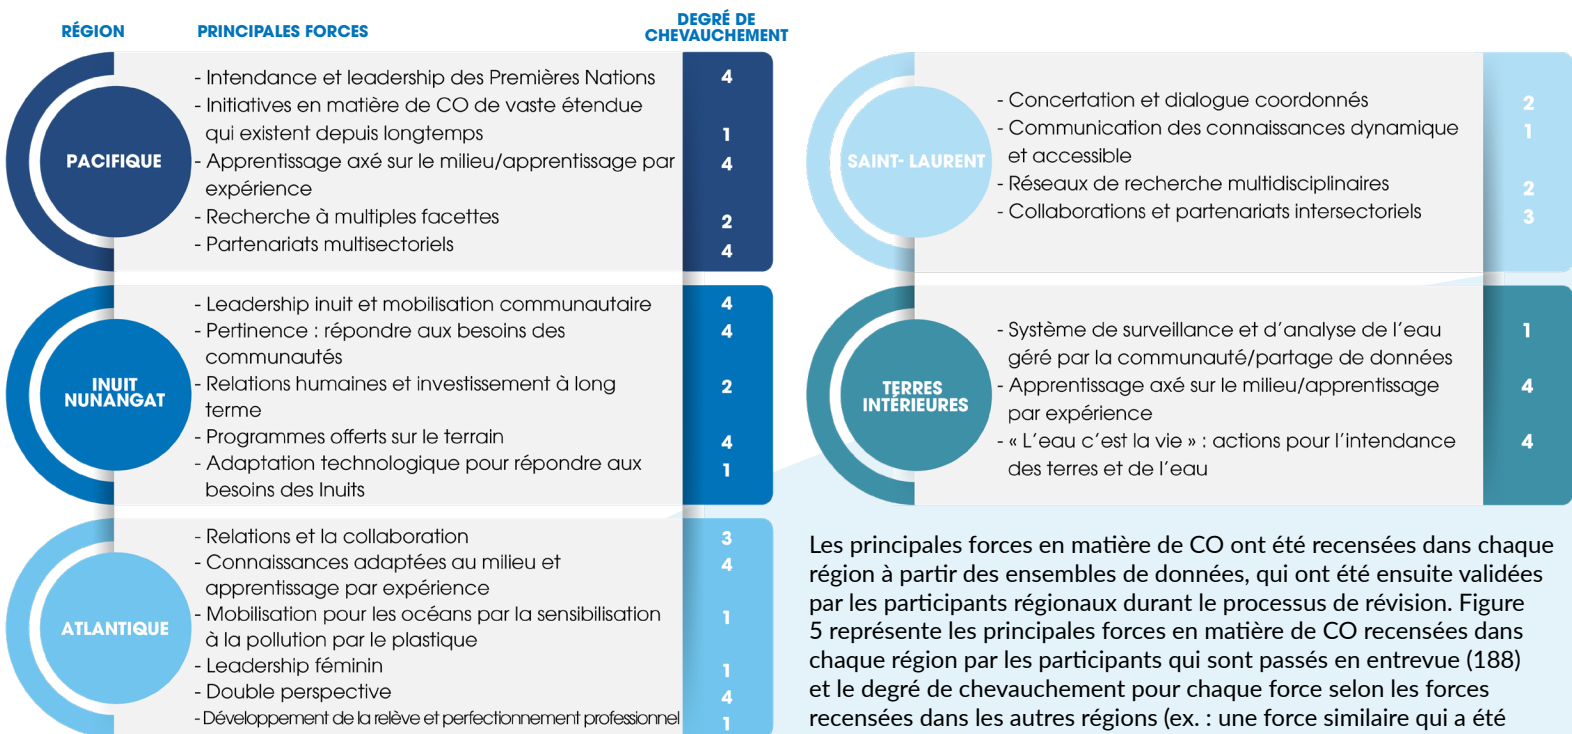 RÉGION PRINCIPALES FORCES DEGRÉ DE CHEVAUCHEMENT
PACIFIQUE
- Intendance et leadership des Premières Nations 4
- Initiatives en matière de CO de vaste étendue
qui existent depuis longtemps 1
- Apprentissage axé sur le milieu/apprentissage par 4
expérience
- Recherche à multiples facettes 2
- Partenariats multisectoriels 4
INUIT
NUNANGAT
- Leadership inuit et mobilisation communautaire 4
- Pertinence : répondre aux besoins des 4
communautés
- Relations humaines et investissement à long 2
terme
- Programmes offerts sur le terrain 4
- Adaptation technologique pour répondre aux 1
besoins des Inuits
ATLANTIQUE
- Relations et la collaboration 3
- Connaissances adaptées au milieu et 4
apprentissage par expérience
- Mobilisation pour les océans par la sensibilisation 1
à la pollution par le plastique
- Leadership féminin 1
- Double perspective 4
- Développement de la relève et perfectionnement professionnel 1
SAINT- LAURENT
- Concertation et dialogue coordonnés 2
- Communication des connaissances dynamique 1
et accessible
- Réseaux de recherche multidisciplinaires 2
- Collaborations et partenariats intersectoriels 3
TERRES
INTÉRIEURES
- Système de surveillance et d'analyse de l'eau 1
géré par la communauté/partage de données
- Apprentissage axé sur le milieu/apprentissage 4
par expérience
- « L'eau c'est la vie » : actions pour l'intendance 4
des terres et de l'eau
Les principales forces en matière de CO ont été recensées dans chaque
région à partir des ensembles de données, qui ont été ensuite validées
par les participants régionaux durant le processus de révision. Figure
5 représente les principales forces en matière de CO recensées dans
chaque région par les participants qui sont passés en entrevue (188)
et le degré de chevauchement pour chaque force selon les forces
recensées dans les autres régions (ex. : une force similaire qui a été